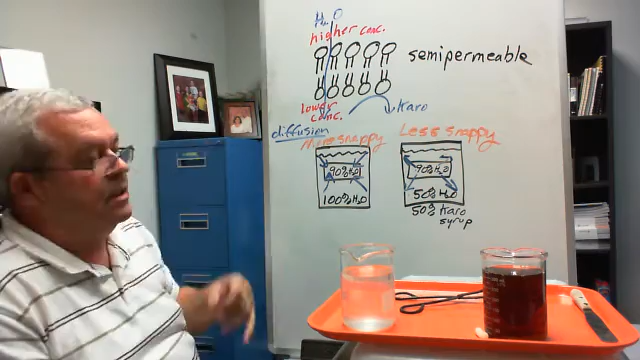 H₂O
higher conc.
semipermeable
lower
conc.
Karo
diffusion
More snappy
Less snappy
90% H₂O
100% H₂O
90% H₂O
50% H₂O
50% Karo
syrup